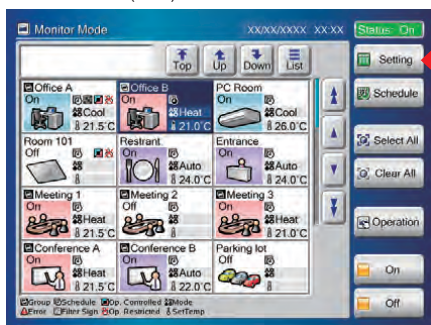 Monitor Mode XX/XX/XXXX XX:XX Status: On
Top Up Down List
Setting
Schedule
Select All
Clear All
Operation
On
Off
Office A
On
Cool
21.5°C
Office B
On
Heat
21.0°C
PC Room
On
Cool
26.0°C
Room 101
Off
Restrant
On
Auto
24.0°C
Entrance
On
Auto
24.0°C
Meeting 1
On
Heat
21.5°C
Meeting 2
Off
Meeting 3
On
Heat
21.0°C
Conference A
On
Heat
21.5°C
Conference B
On
Auto
22.0°C
Parking lot
Off
Group Schedule Op. Controlled Mode
Error Filter Sign Op. Restricted SetTemp